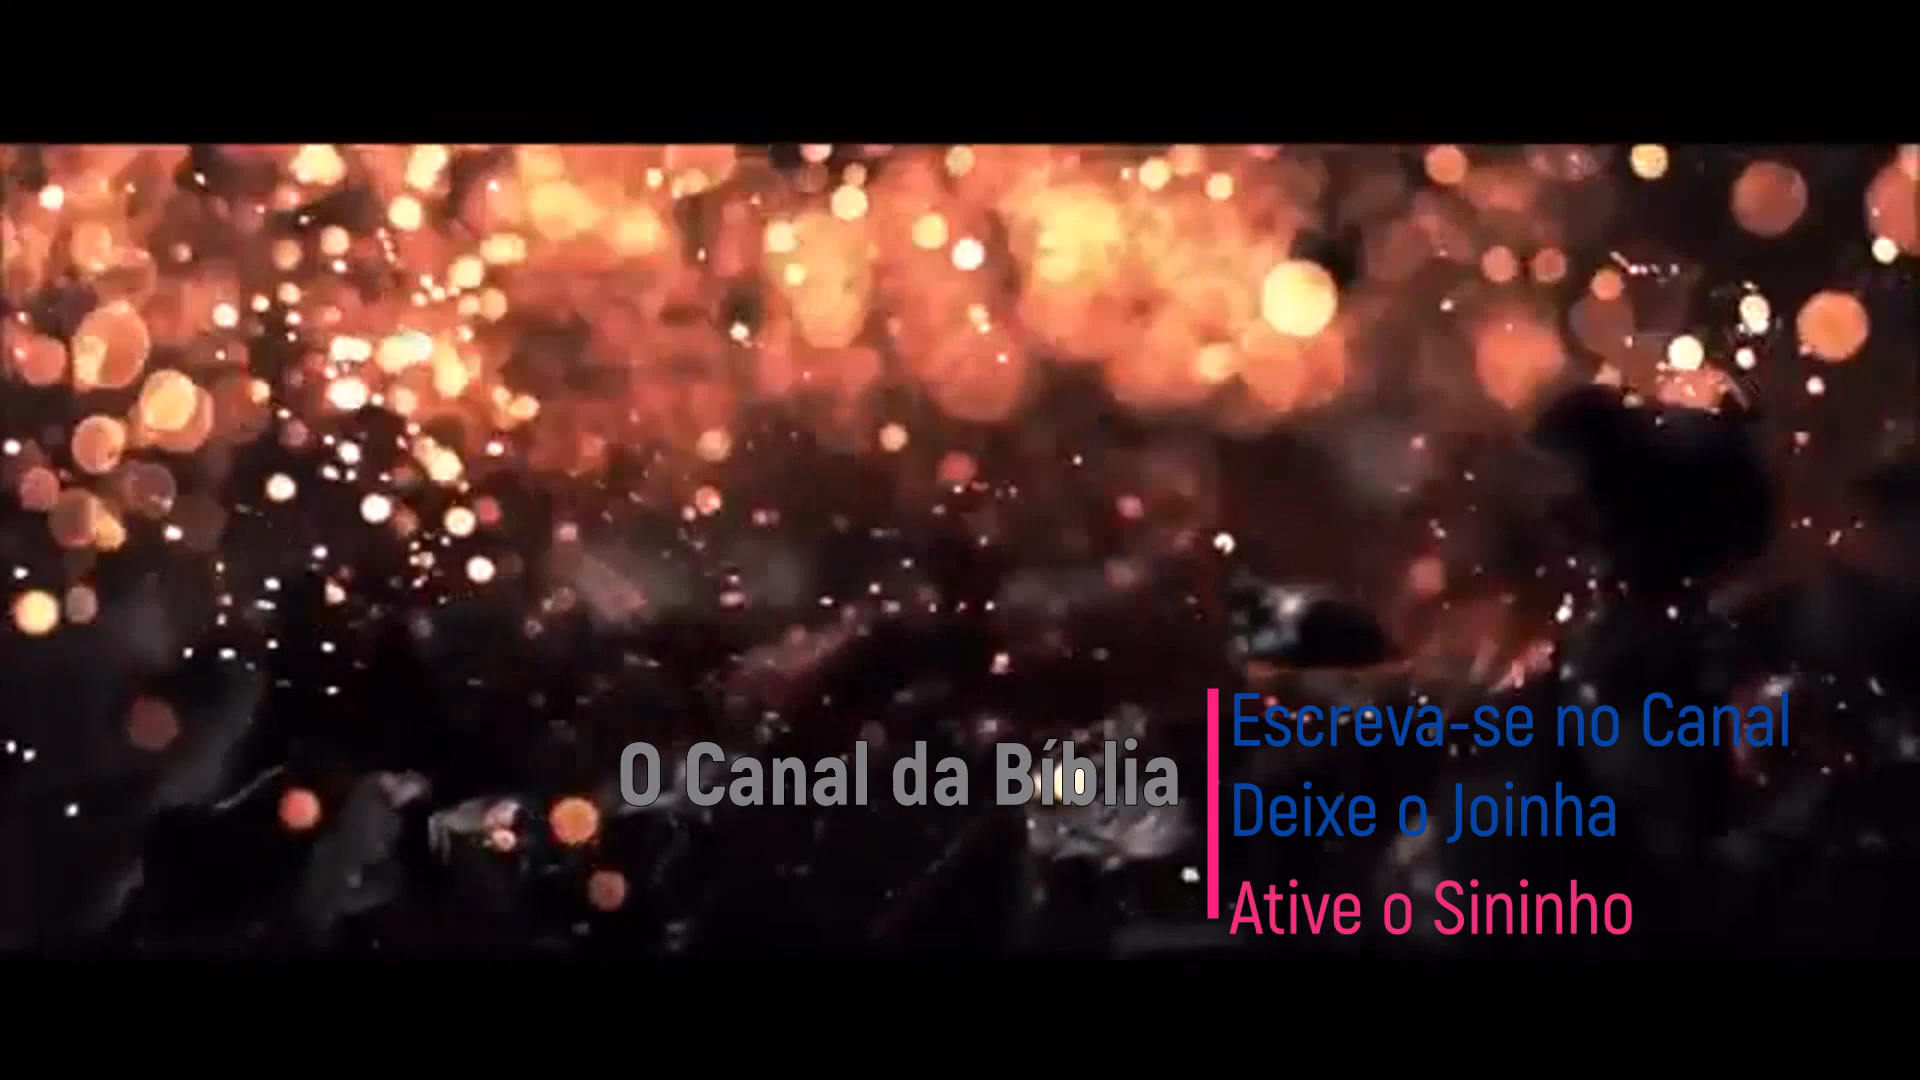 O Canal da Bíblia
Escreva-se no Canal
Deixe o Joinha
Ative o Sininho